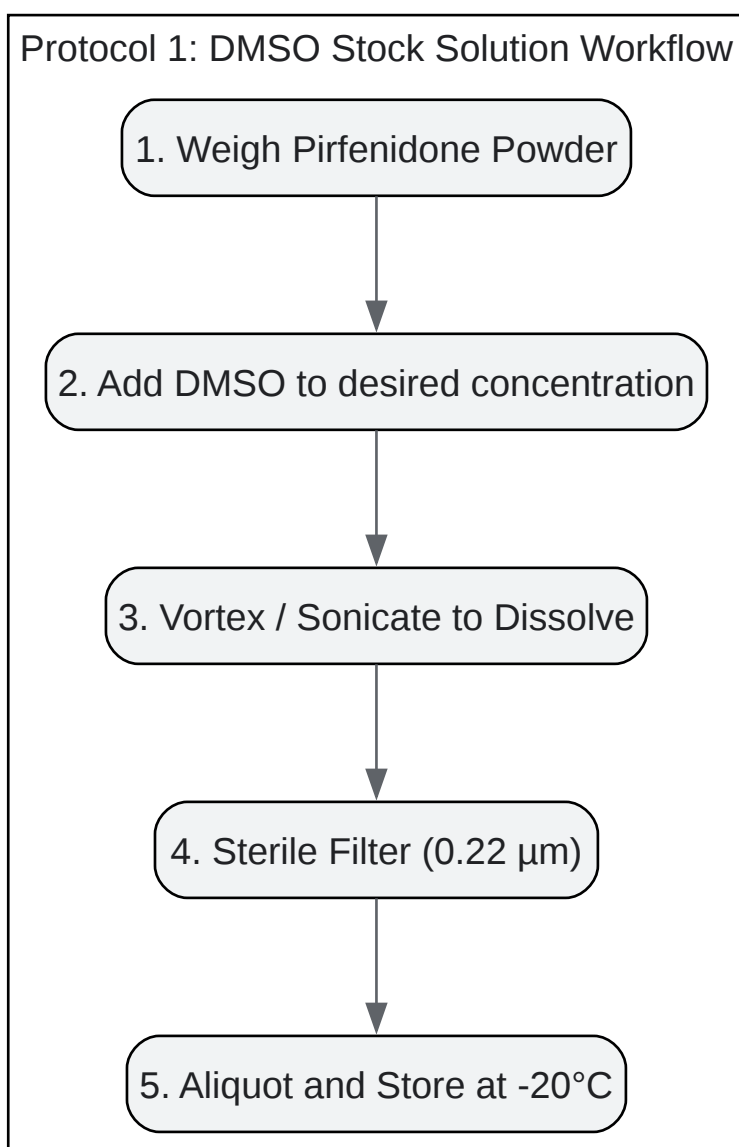 Protocol 1: DMSO Stock Solution Workflow
1. Weigh Pirfenidone Powder
2. Add DMSO to desired concentration
3. Vortex / Sonicate to Dissolve
4. Sterile Filter (0.22 µm)
5. Aliquot and Store at -20°C